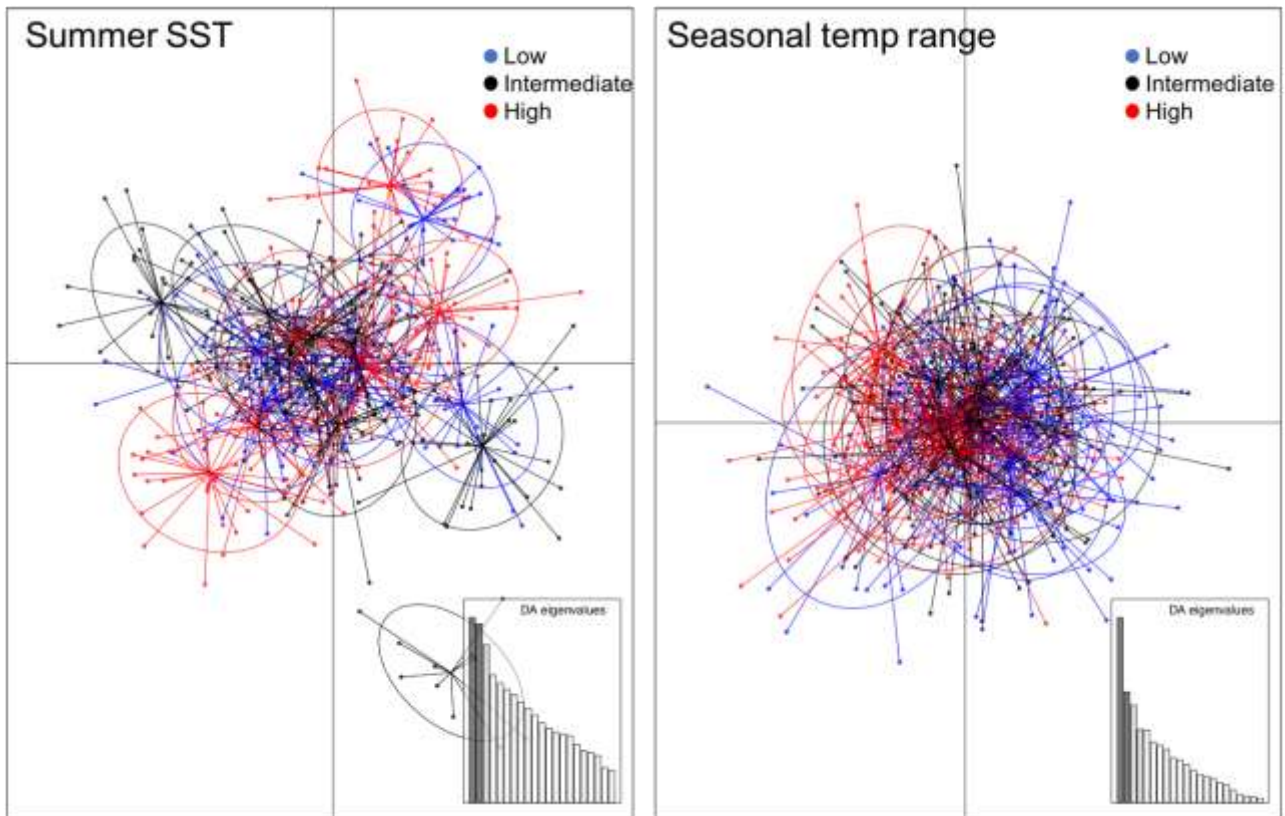 Summer SST
Low
Intermediate
High
DA eigenvalues
Seasonal temp range
Low
Intermediate
High
DA eigenvalues